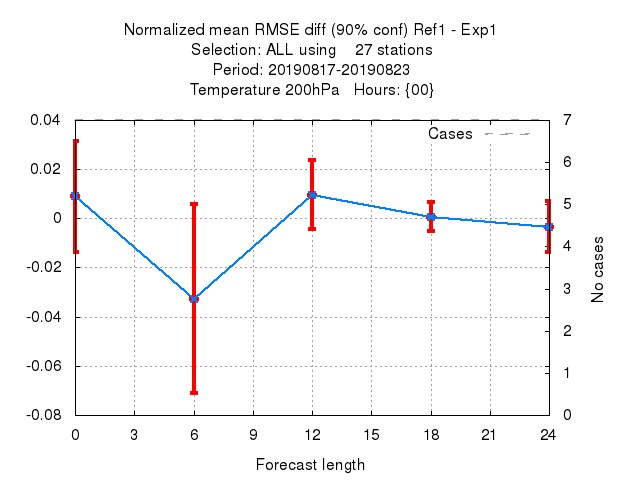 Normalized mean RMSE diff (90% conf) Ref1 - Exp1
Selection: ALL using 27 stations
Period: 20190817-20190823
Temperature 200hPa Hours: {00}
Cases
0.04
0.02
0
-0.02
-0.04
-0.06
-0.08
7
6
5
4
3
2
1
0
No cases
0 3 6 9 12 15 18 21 24
Forecast length